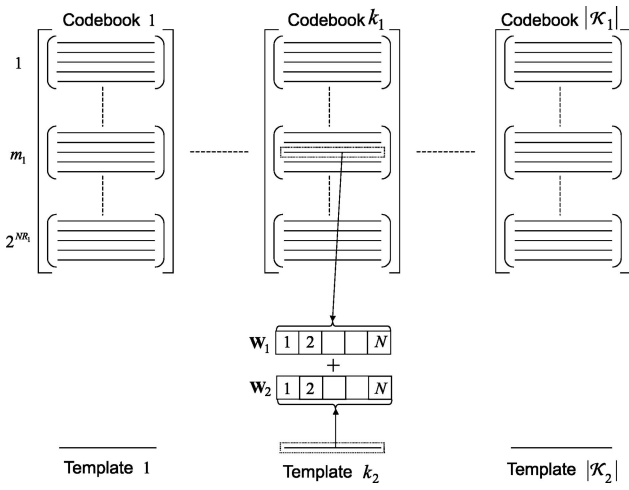 Codebook 1
Codebook k₁
Codebook |𝒦₁|
1
m₁
2^{NR₁}
W₁ 1 2 N
+
W₂ 1 2 N
Template 1
Template k₂
Template |𝒦₂|